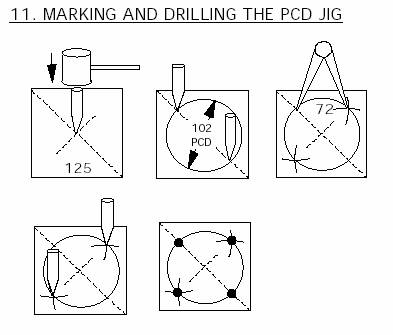 11. MARKING AND DRILLING THE PCD JIG
125
102
PCD
72